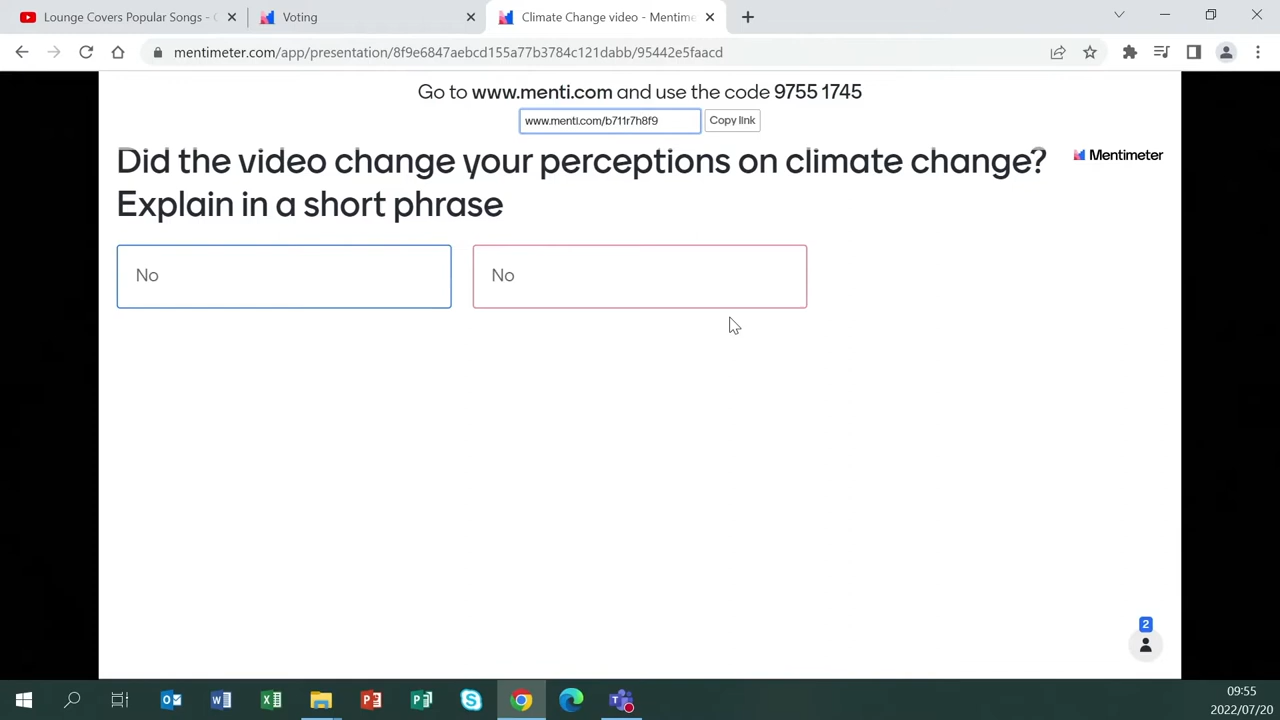 Lounge Covers Popular Songs - C
Voting
Climate Change video - Mentime
mentimeter.com/app/presentation/8f9e6847aebcd155a77b3784c121dabb/95442e5faacd
Go to www.menti.com and use the code 9755 1745
www.menti.com/b711r7h8f9
Copy link
Did the video change your perceptions on climate change?
Explain in a short phrase
Mentimeter
No
No
2
09:55
2022/07/20